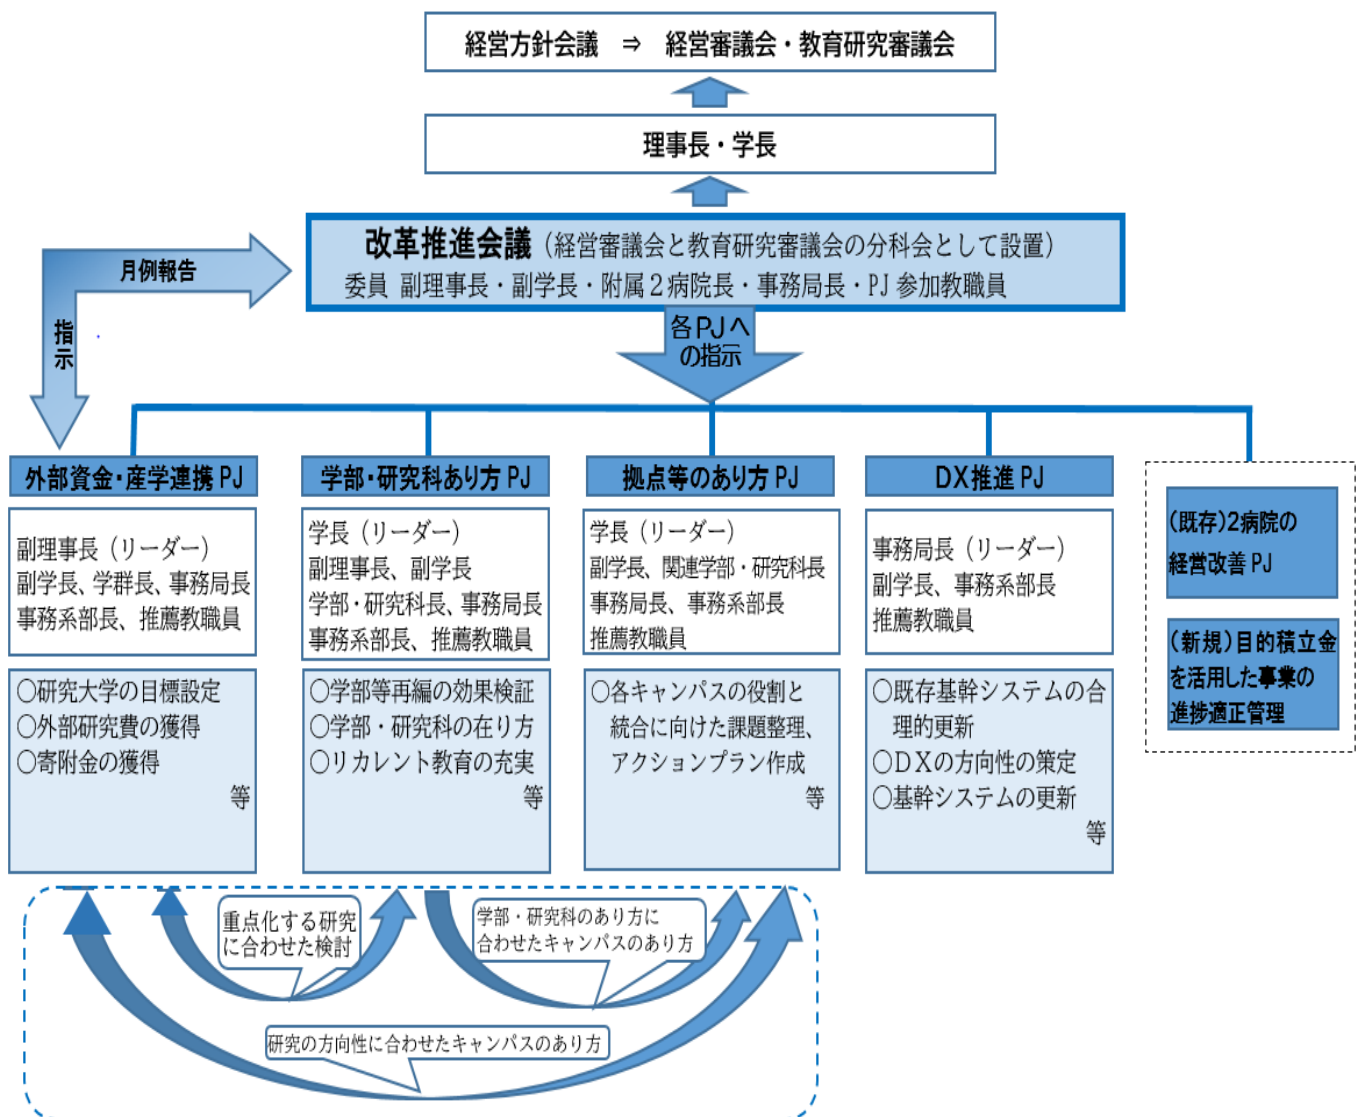 経営方針会議 ⇒ 経営審議会・教育研究審議会
理事長・学長
改革推進会議（経営審議会と教育研究審議会の分科会として設置）
委員 副理事長・副学長・附属２病院長・事務局長・PJ 参加教職員
月例報告
指示
各PJへ
の指示
外部資金・産学連携 PJ
副理事長（リーダー）
副学長、学群長、事務局長
事務系部長、推薦教職員
○研究大学の目標設定
○外部研究費の獲得
○寄附金の獲得
等
学部・研究科あり方 PJ
学長（リーダー）
副理事長、副学長
学部・研究科長、事務局長
事務系部長、推薦教職員
○学部等再編の効果検証
○学部・研究科の在り方
○リカレント教育の充実
等
拠点等のあり方 PJ
学長（リーダー）
副学長、関連学部・研究科長
事務局長、事務系部長
推薦教職員
○各キャンパスの役割と
統合に向けた課題整理、
アクションプラン作成
等
DX推進 PJ
事務局長（リーダー）
副学長、事務系部長
推薦教職員
○既存基幹システムの合
理的更新
○ＤＸの方向性の策定
○基幹システムの更新
等
（既存）２病院の
経営改善 PJ
（新規）目的積立金
を活用した事業の
進捗適正管理
重点化する研究
に合わせた検討
学部・研究科のあり方に
合わせたキャンパスのあり方
研究の方向性に合わせたキャンパスのあり方